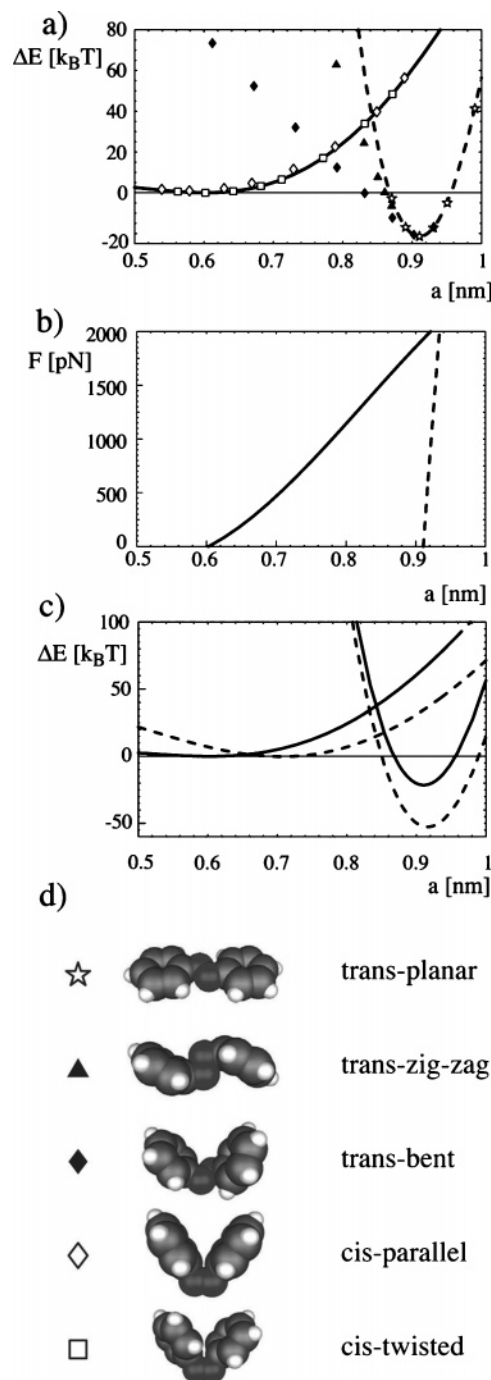 a)
ΔE [k_BT]
80
60
40
20
0
-20
0.5 0.6 0.7 0.8 0.9 1
a [nm]
b)
F [pN]
2000
1500
1000
500
0
0.5 0.6 0.7 0.8 0.9 1
a [nm]
c)
ΔE [k_BT]
100
50
0
-50
0.5 0.6 0.7 0.8 0.9 1
a [nm]
d)
trans-planar
trans-zig-zag
trans-bent
cis-parallel
cis-twisted